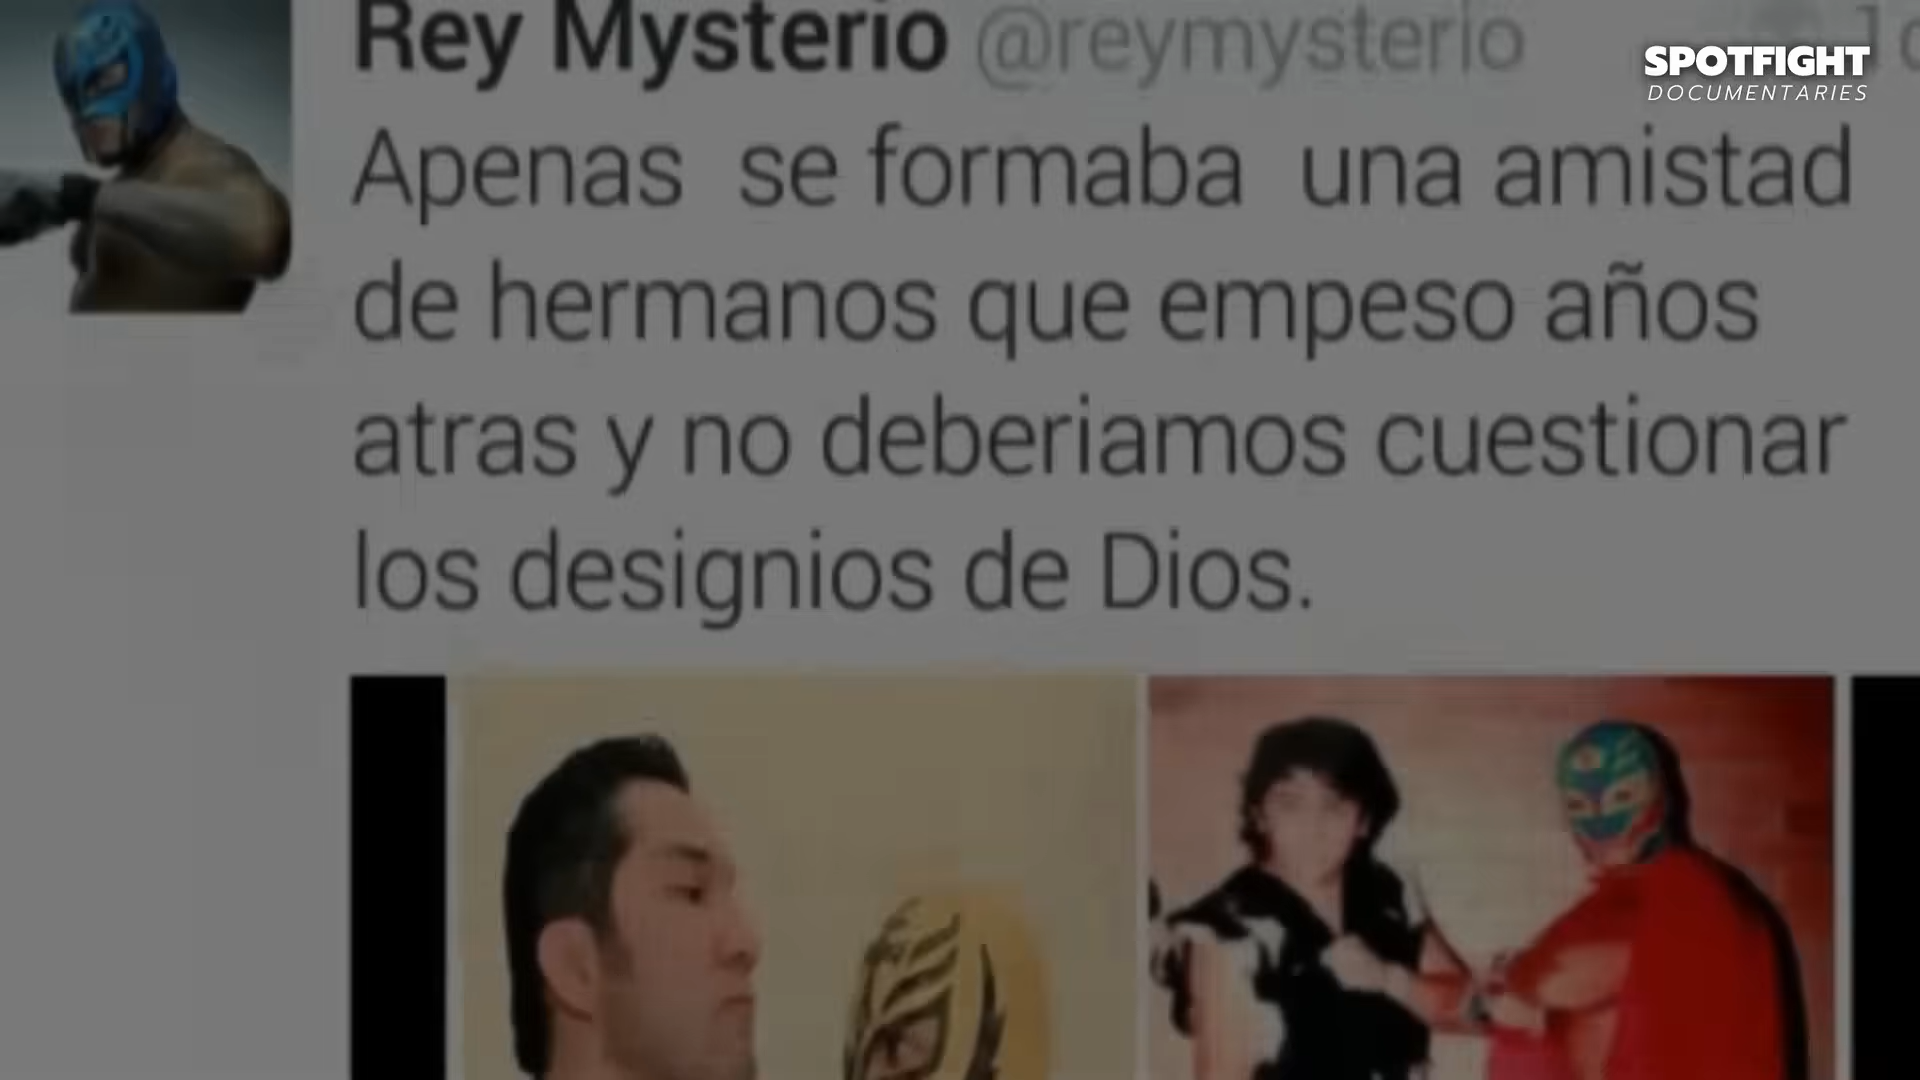 Rey Mysterio @reymysterio
SPOTFIGHT
DOCUMENTARIES
Apenas se formaba una amistad
de hermanos que empeso años
atras y no deberiamos cuestionar
los designios de Dios.